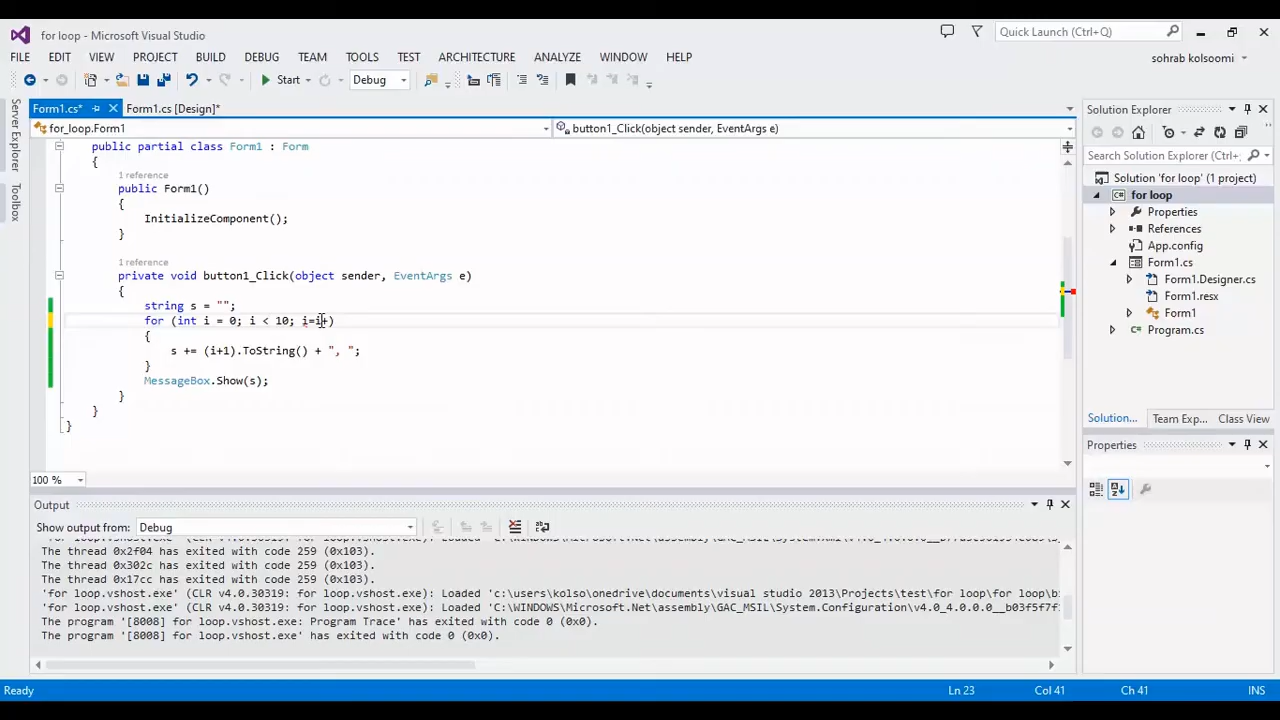 for loop - Microsoft Visual Studio
Quick Launch (Ctrl+Q)
FILE EDIT VIEW PROJECT BUILD DEBUG TEAM TOOLS TEST ARCHITECTURE ANALYZE WINDOW HELP
sohrab kolsoomi
Start Debug
Server Explorer
Toolbox
Form1.cs* Form1.cs [Design]*
for_loop.Form1 button1_Click(object sender, EventArgs e)
public partial class Form1 : Form
{
1 reference
public Form1()
{
InitializeComponent();
}
1 reference
private void button1_Click(object sender, EventArgs e)
{
string s = "";
for (int i = 0; i < 10; i=i+)
{
s += (i+1).ToString() + ", ";
}
MessageBox.Show(s);
}
}
}
100 %
Output
Show output from: Debug
The thread 0x2f04 has exited with code 259 (0x103).
The thread 0x302c has exited with code 259 (0x103).
The thread 0x17cc has exited with code 259 (0x103).
'for loop.vshost.exe' (CLR v4.0.30319: for loop.vshost.exe): Loaded 'c:\users\kolso\onedrive\documents\visual studio 2013\Projects\test\for loop\for loop\b
'for loop.vshost.exe' (CLR v4.0.30319: for loop.vshost.exe): Loaded 'C:\WINDOWS\Microsoft.Net\assembly\GAC_MSIL\System.Configuration\v4.0_4.0.0.0__b03f5f7f
The program '[8008] for loop.vshost.exe: Program Trace' has exited with code 0 (0x0).
The program '[8008] for loop.vshost.exe' has exited with code 0 (0x0).
Solution Explorer
Search Solution Explorer (Ctrl+;
Solution 'for loop' (1 project)
for loop
Properties
References
App.config
Form1.cs
Form1.Designer.cs
Form1.resx
Form1
Program.cs
Solution... Team Exp... Class View
Properties
Ready Ln 23 Col 41 Ch 41 INS